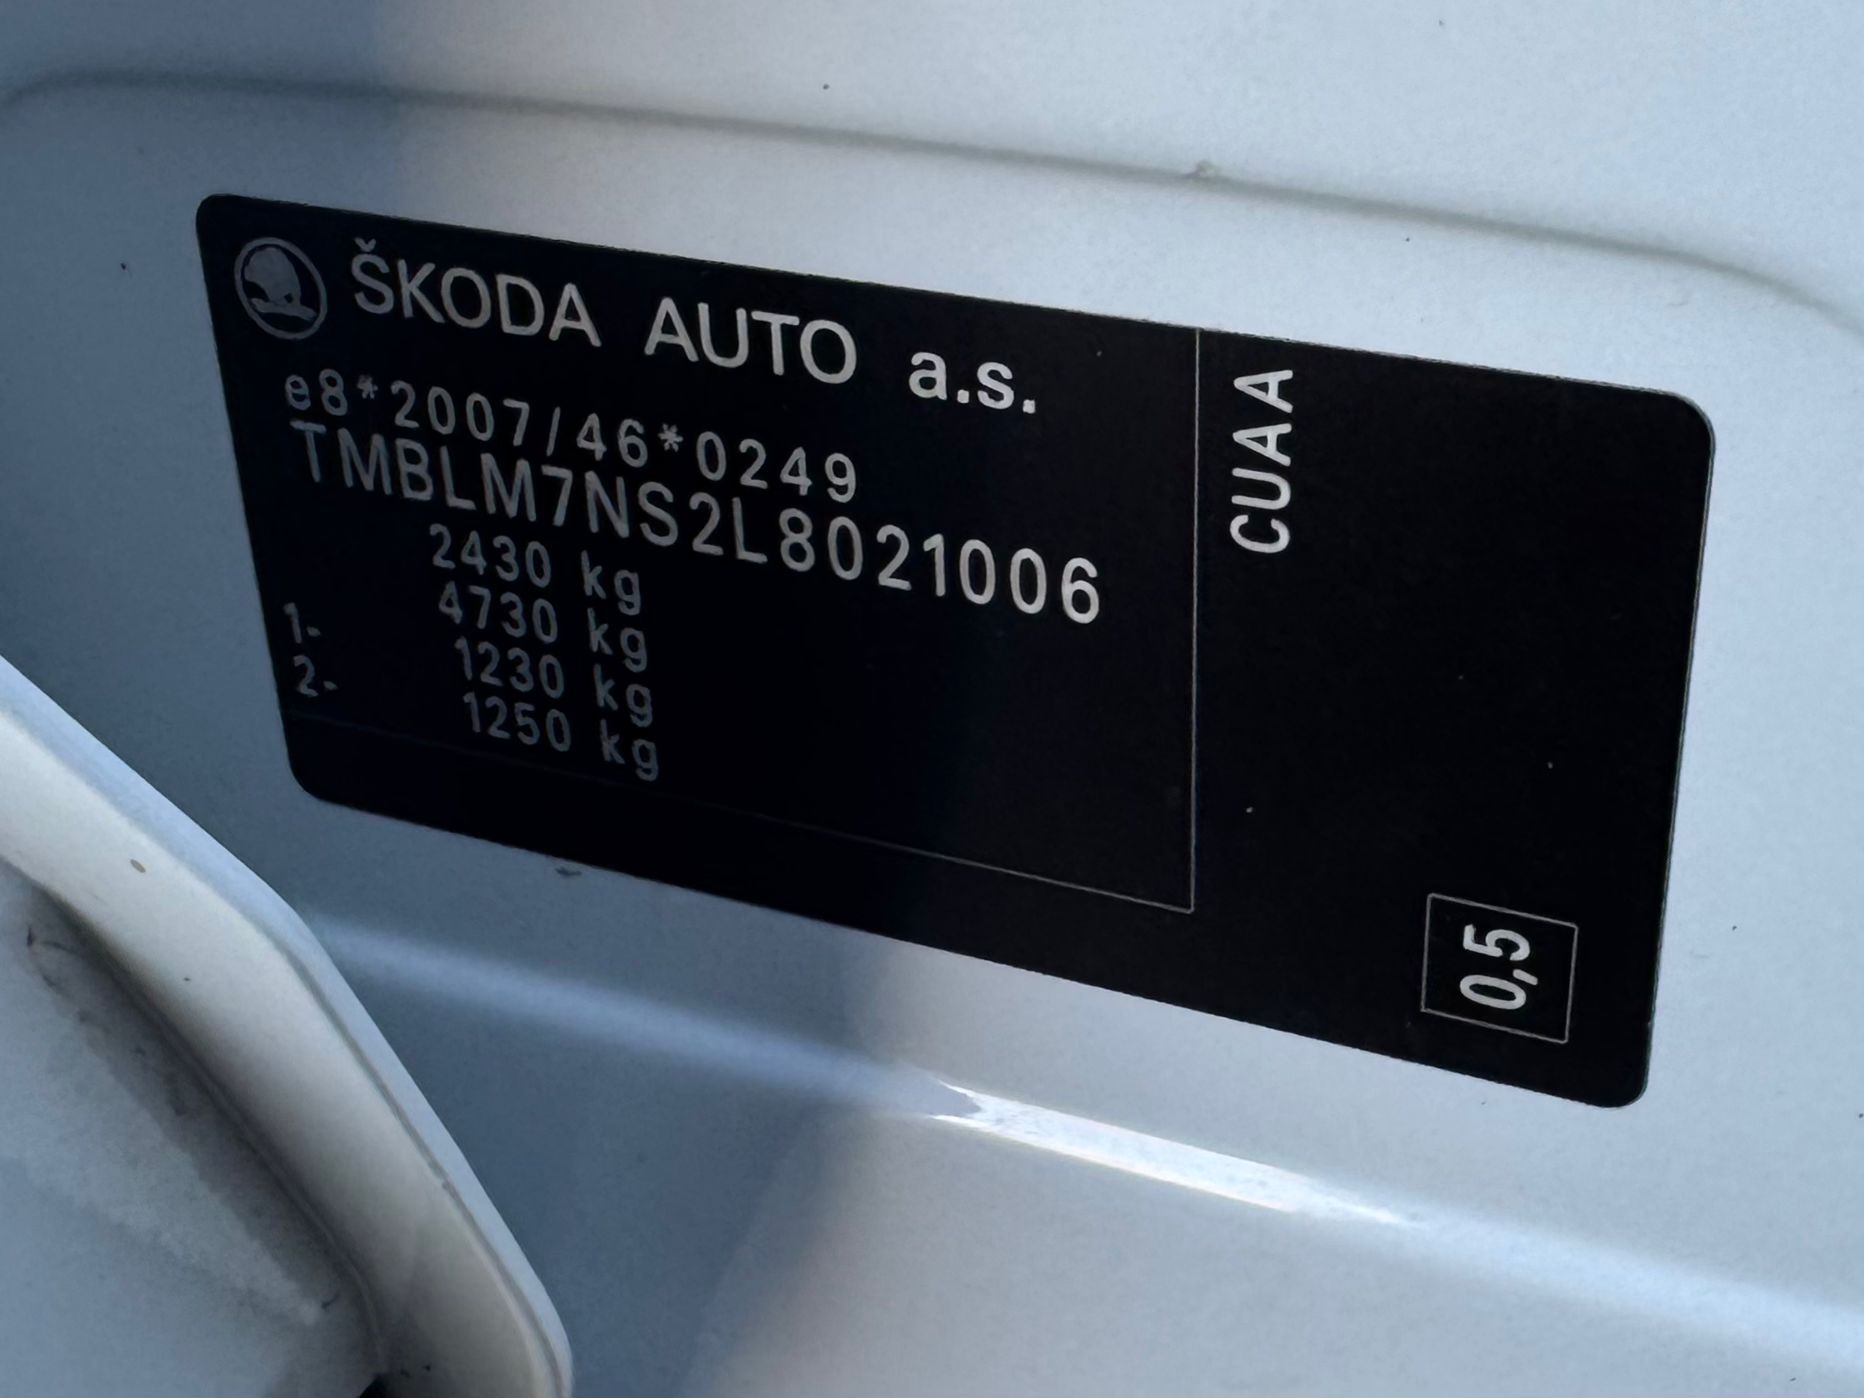 ŠKODA AUTO a.s.
e8*2007/46*0249
TMBLM7NS2L8021006
2430 kg
4730 kg
1- 1230 kg
2- 1250 kg
CUAA
0,5